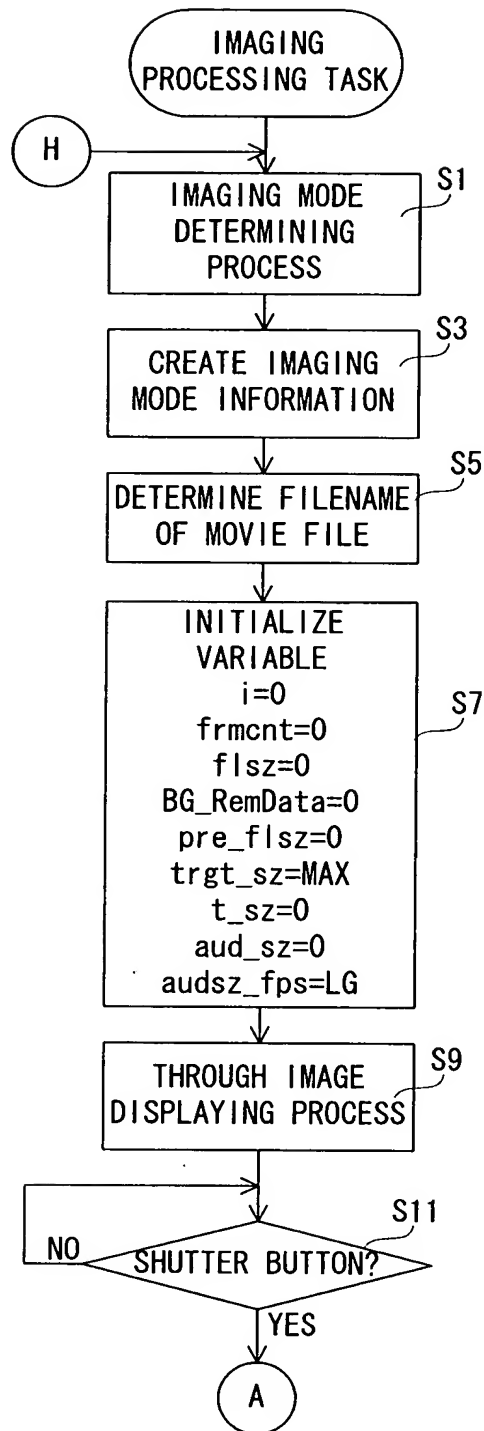 IMAGING
PROCESSING TASK
H
S1
IMAGING MODE
DETERMINING
PROCESS
S3
CREATE IMAGING
MODE INFORMATION
S5
DETERMINE FILENAME
OF MOVIE FILE
S7
INITIALIZE
VARIABLE
i=0
frmcnt=0
flsz=0
BG_RemData=0
pre_flsz=0
trgt_sz=MAX
t_sz=0
aud_sz=0
audsz_fps=LG
S9
THROUGH IMAGE
DISPLAYING PROCESS
S11
NO
SHUTTER BUTTON?
YES
A